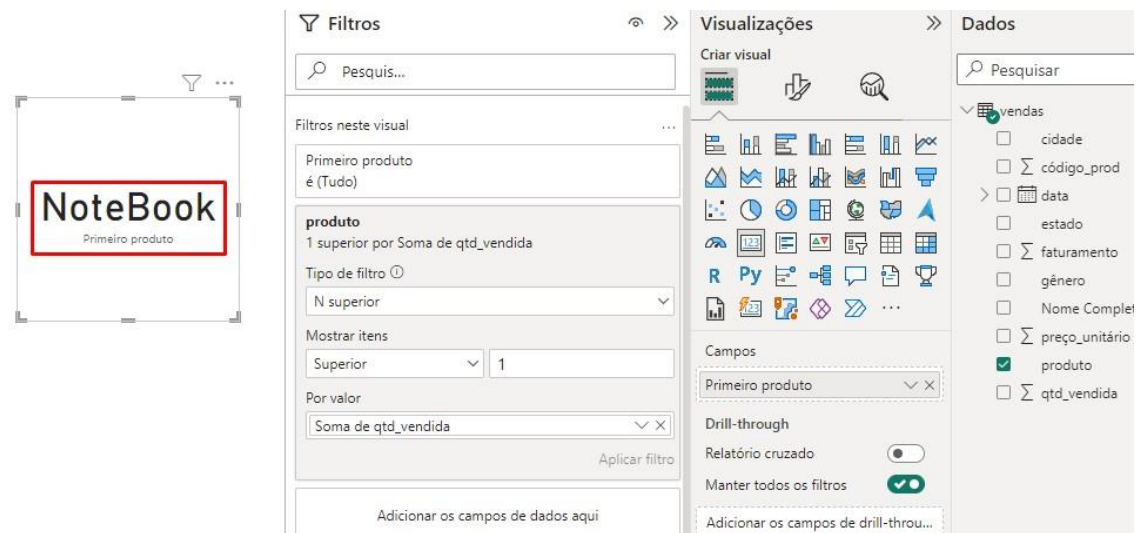 NoteBook
Primeiro produto
Filtros
Pesquis...
Filtros neste visual
Primeiro produto
é (Tudo)
produto
1 superior por Soma de qtd_vendida
Tipo de filtro
N superior
Mostrar itens
Superior
1
Por valor
Soma de qtd_vendida
Aplicar filtro
Adicionar os campos de dados aqui
Visualizações
Criar visual
123
R Py
123
Campos
Primeiro produto
Drill-through
Relatório cruzado
Manter todos os filtros
Adicionar os campos de drill-throu...
Dados
Pesquisar
vendas
cidade
∑ código_prod
data
estado
∑ faturamento
gênero
Nome Complet
∑ preço_unitário
produto
∑ qtd_vendida